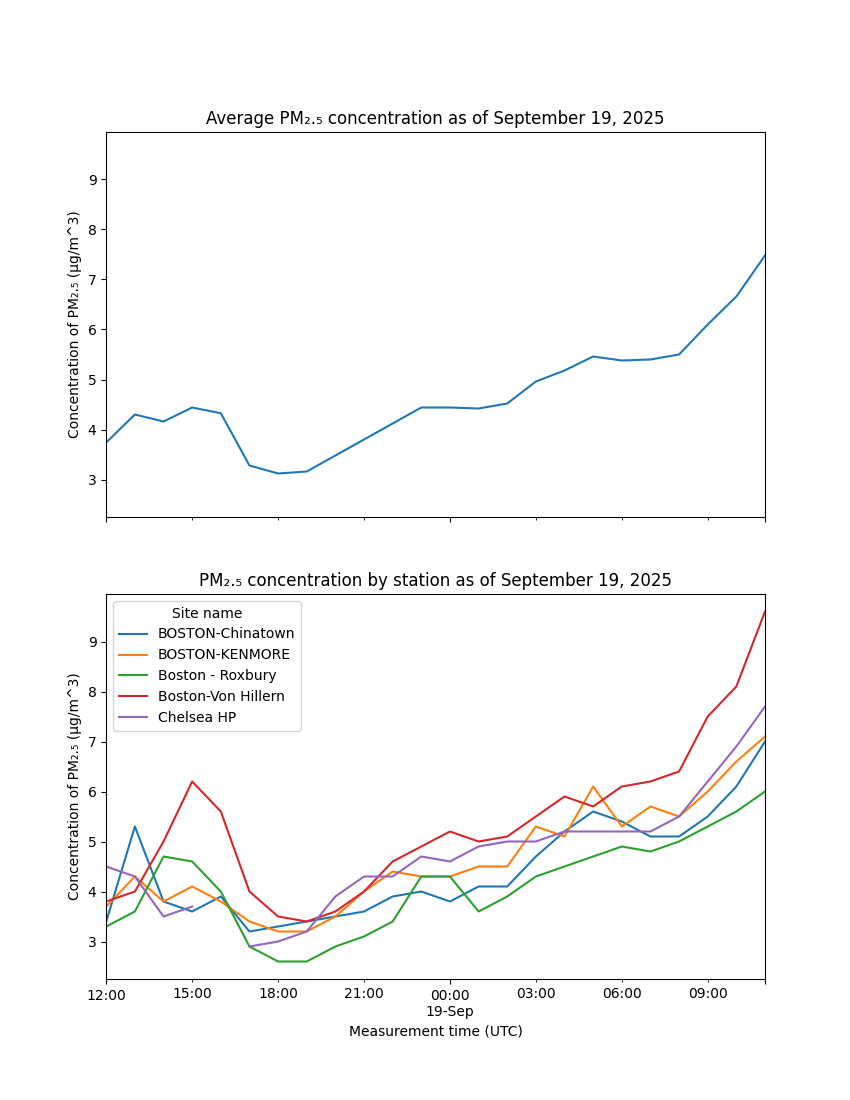 Average PM₂.₅ concentration as of September 19, 2025
Concentration of PM₂.₅ (µg/m^3)
9
8
7
6
5
4
3
PM₂.₅ concentration by station as of September 19, 2025
Concentration of PM₂.₅ (µg/m^3)
9
8
7
6
5
4
3
Site name
BOSTON-Chinatown
BOSTON-KENMORE
Boston - Roxbury
Boston-Von Hillern
Chelsea HP
12:00 15:00 18:00 21:00 00:00 03:00 06:00 09:00
19-Sep
Measurement time (UTC)